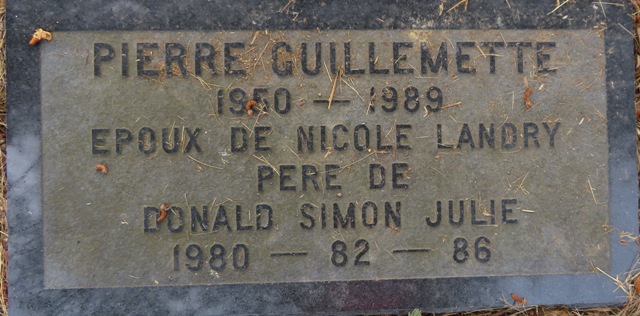 PIERRE GUILLEMETTE
1950 — 1989
EPOUX DE NICOLE LANDRY
PERE DE
DONALD SIMON JULIE
1980 — 82 — 86